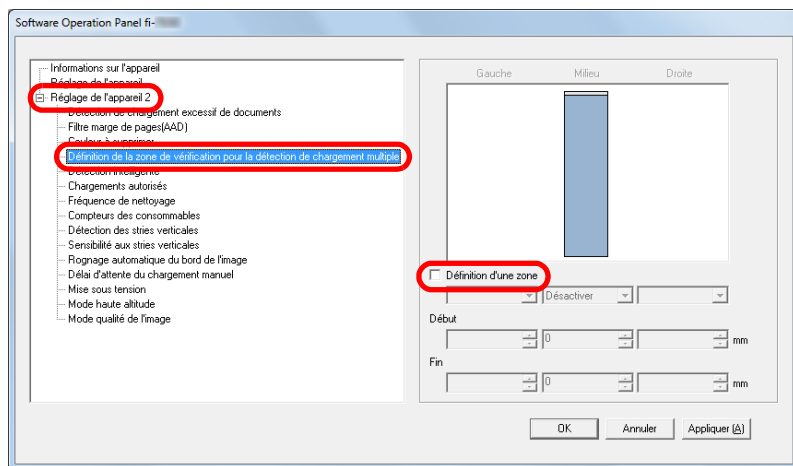 Software Operation Panel fi-
Informations sur l'appareil
Réglage de l'appareil
Réglage de l'appareil 2
Détection de chargement excessif de documents
Filtre marge de pages(AAD)
Couleur à supprimer
Définition de la zone de vérification pour la détection de chargement multiple
Détection intelligente
Chargements autorisés
Fréquence de nettoyage
Compteurs des consommables
Détection des stries verticales
Sensibilité aux stries verticales
Rognage automatique du bord de l'image
Délai d'attente du chargement manuel
Mise sous tension
Mode haute altitude
Mode qualité de l'image
Gauche Milieu Droite
Définition d'une zone
Désactiver
Début
0 mm
Fin
0 mm
OK Annuler Appliquer (A)